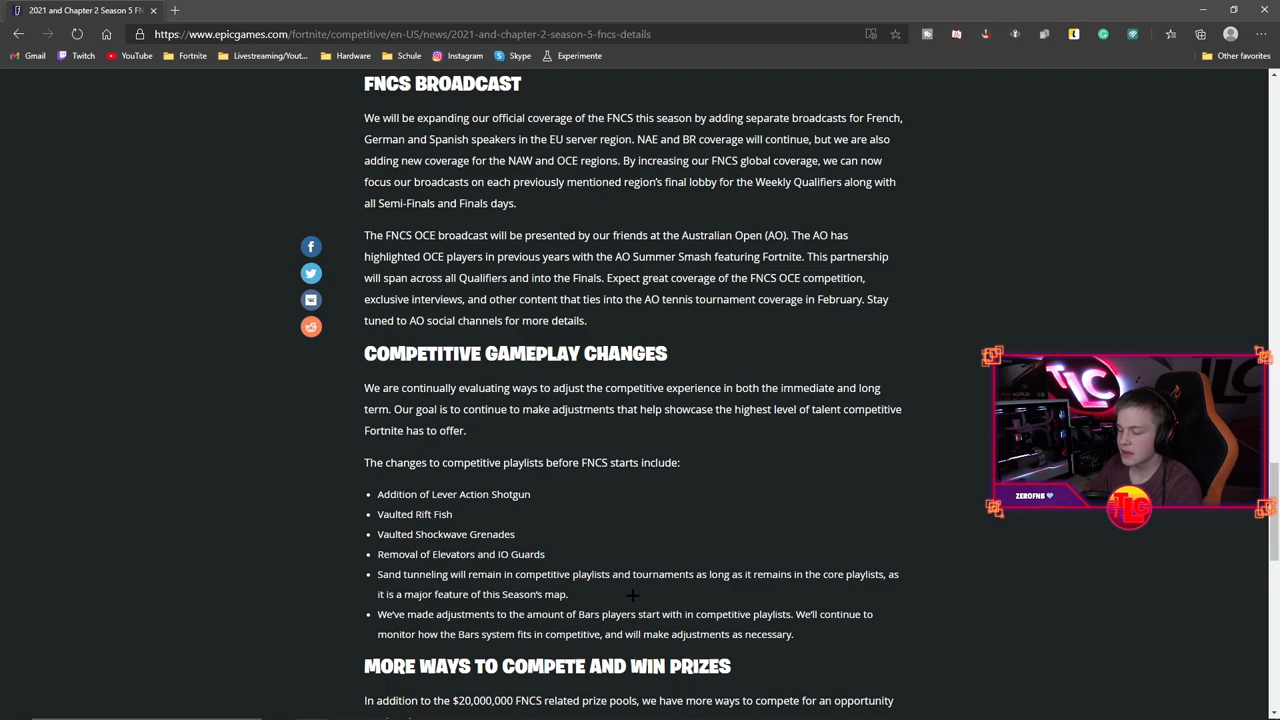 2021 and Chapter 2 Season 5 FN
https://www.epicgames.com/fortnite/competitive/en-US/news/2021-and-chapter-2-season-5-fncs-details
Gmail Twitch YouTube Fortnite Livestreaming/Yout... Hardware Schule Instagram Skype Experimente Other favorites
FNCS BROADCAST
We will be expanding our official coverage of the FNCS this season by adding separate broadcasts for French,
German and Spanish speakers in the EU server region. NAE and BR coverage will continue, but we are also
adding new coverage for the NAW and OCE regions. By increasing our FNCS global coverage, we can now
focus our broadcasts on each previously mentioned region's final lobby for the Weekly Qualifiers along with
all Semi-Finals and Finals days.
The FNCS OCE broadcast will be presented by our friends at the Australian Open (AO). The AO has
highlighted OCE players in previous years with the AO Summer Smash featuring Fortnite. This partnership
will span across all Qualifiers and into the Finals. Expect great coverage of the FNCS OCE competition,
exclusive interviews, and other content that ties into the AO tennis tournament coverage in February. Stay
tuned to AO social channels for more details.
COMPETITIVE GAMEPLAY CHANGES
We are continually evaluating ways to adjust the competitive experience in both the immediate and long
term. Our goal is to continue to make adjustments that help showcase the highest level of talent competitive
Fortnite has to offer.
The changes to competitive playlists before FNCS starts include:
• Addition of Lever Action Shotgun
• Vaulted Rift Fish
• Vaulted Shockwave Grenades
• Removal of Elevators and IO Guards
• Sand tunneling will remain in competitive playlists and tournaments as long as it remains in the core playlists, as
it is a major feature of this Season's map.
• We've made adjustments to the amount of Bars players start with in competitive playlists. We'll continue to
monitor how the Bars system fits in competitive, and will make adjustments as necessary.
MORE WAYS TO COMPETE AND WIN PRIZES
In addition to the $20,000,000 FNCS related prize pools, we have more ways to compete for an opportunity
TLC
ZEROFNB
TLC